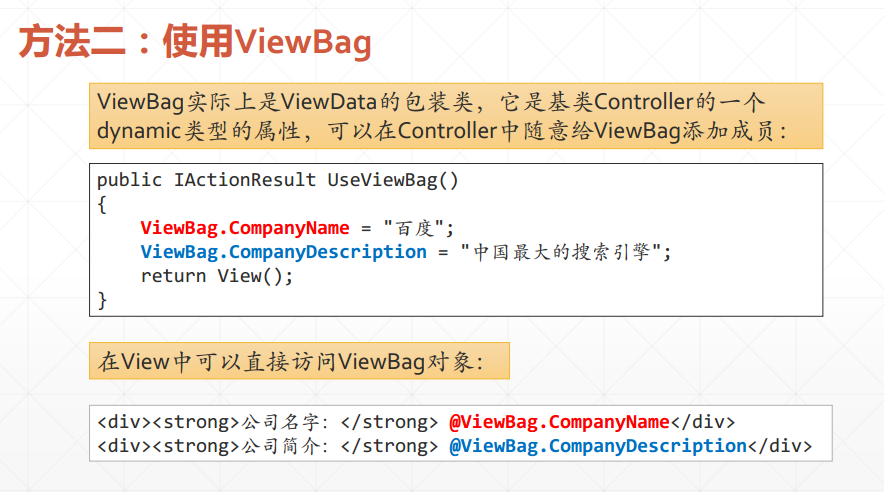 方法二：使用ViewBag
ViewBag实际上是ViewData的包装类，它是基类Controller的一个
dynamic类型的属性，可以在Controller中随意给ViewBag添加成员：
public IActionResult UseViewBag()
{
    ViewBag.CompanyName = "百度";
    ViewBag.CompanyDescription = "中国最大的搜索引擎";
    return View();
}
在View中可以直接访问ViewBag对象：
<div><strong>公司名字：</strong> @ViewBag.CompanyName</div>
<div><strong>公司简介：</strong> @ViewBag.CompanyDescription</div>